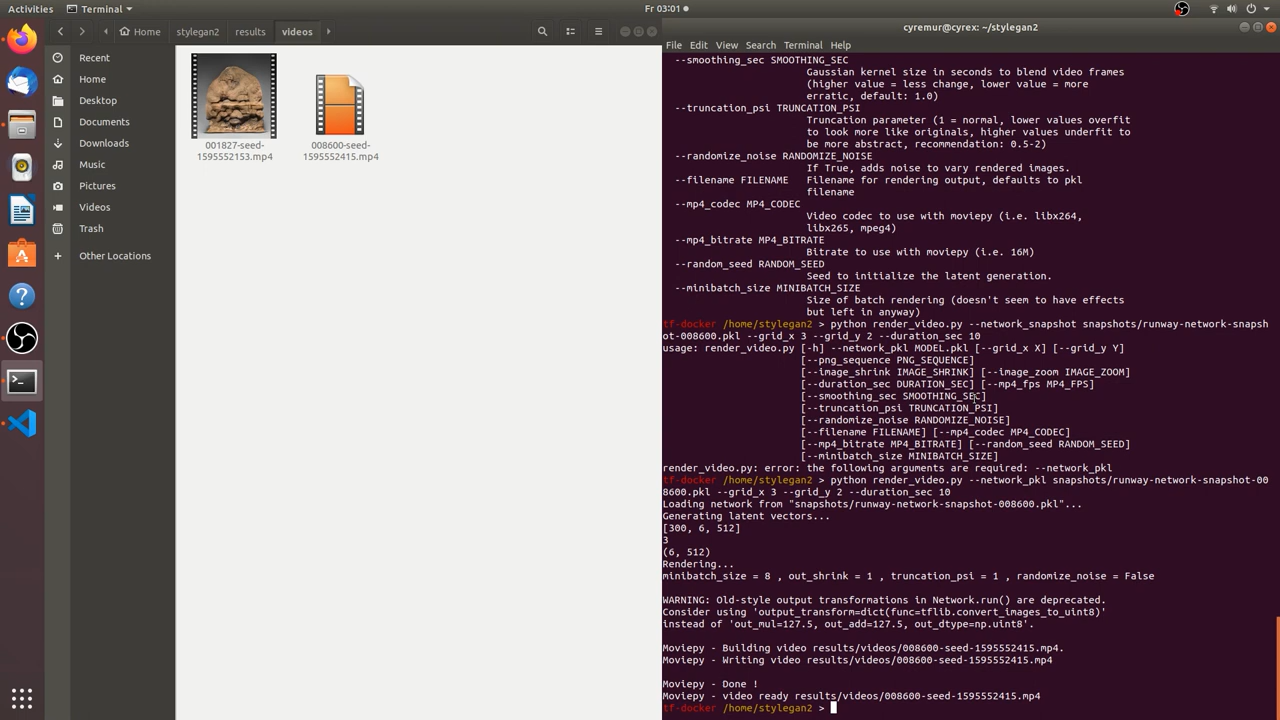 Activities
Terminal
Fr 03:01
Home
stylegan2
results
videos
cyremur@cyrex: ~/stylegan2
File Edit View Search Terminal Help
Recent
Home
Desktop
Documents
Downloads
Music
Pictures
Videos
Trash
+ Other Locations
001827-seed-
1595552153.mp4
008600-seed-
1595552415.mp4
--smoothing_sec SMOOTHING_SEC
Gaussian kernel size in seconds to blend video frames
(higher value = less change, lower value = more
erratic, default: 1.0)
--truncation_psi TRUNCATION_PSI
Truncation parameter (1 = normal, lower values overfit
to look more like originals, higher values underfit to
be more abstract, recommendation: 0.5-2)
--randomize_noise RANDOMIZE_NOISE
If True, adds noise to vary rendered images.
--filename FILENAME   Filename for rendering output, defaults to pkl
filename
--mp4_codec MP4_CODEC
Video codec to use with moviepy (i.e. libx264,
libx265, mpeg4)
--mp4_bitrate MP4_BITRATE
Bitrate to use with moviepy (i.e. 16M)
--random_seed RANDOM_SEED
Seed to initialize the latent generation.
--minibatch_size MINIBATCH_SIZE
Size of batch rendering (doesn't seem to have effects
but left in anyway)
tf-docker /home/stylegan2 > python render_video.py --network_snapshot snapshots/runway-network-snapsh
ot-008600.pkl --grid_x 3 --grid_y 2 --duration_sec 10
usage: render_video.py [-h] --network_pkl MODEL.pkl [--grid_x X] [--grid_y Y]
[--png_sequence PNG_SEQUENCE]
[--image_shrink IMAGE_SHRINK] [--image_zoom IMAGE_ZOOM]
[--duration_sec DURATION_SEC] [--mp4_fps MP4_FPS]
[--smoothing_sec SMOOTHING_SEC]
[--truncation_psi TRUNCATION_PSI]
[--randomize_noise RANDOMIZE_NOISE]
[--filename FILENAME] [--mp4_codec MP4_CODEC]
[--mp4_bitrate MP4_BITRATE] [--random_seed RANDOM_SEED]
[--minibatch_size MINIBATCH_SIZE]
render_video.py: error: the following arguments are required: --network_pkl
tf-docker /home/stylegan2 > python render_video.py --network_pkl snapshots/runway-network-snapshot-00
8600.pkl --grid_x 3 --grid_y 2 --duration_sec 10
Loading network from "snapshots/runway-network-snapshot-008600.pkl"...
Generating latent vectors...
[300, 6, 512]
3
(6, 512)
Rendering...
minibatch_size = 8 , out_shrink = 1 , truncation_psi = 1 , randomize_noise = False
WARNING: Old-style output transformations in Network.run() are deprecated.
Consider using 'output_transform=dict(func=tflib.convert_images_to_uint8)'
instead of 'out_mul=127.5, out_add=127.5, out_dtype=np.uint8'.
Moviepy - Building video results/videos/008600-seed-1595552415.mp4.
Moviepy - Writing video results/videos/008600-seed-1595552415.mp4
Moviepy - Done !
Moviepy - video ready results/videos/008600-seed-1595552415.mp4
tf-docker /home/stylegan2 >